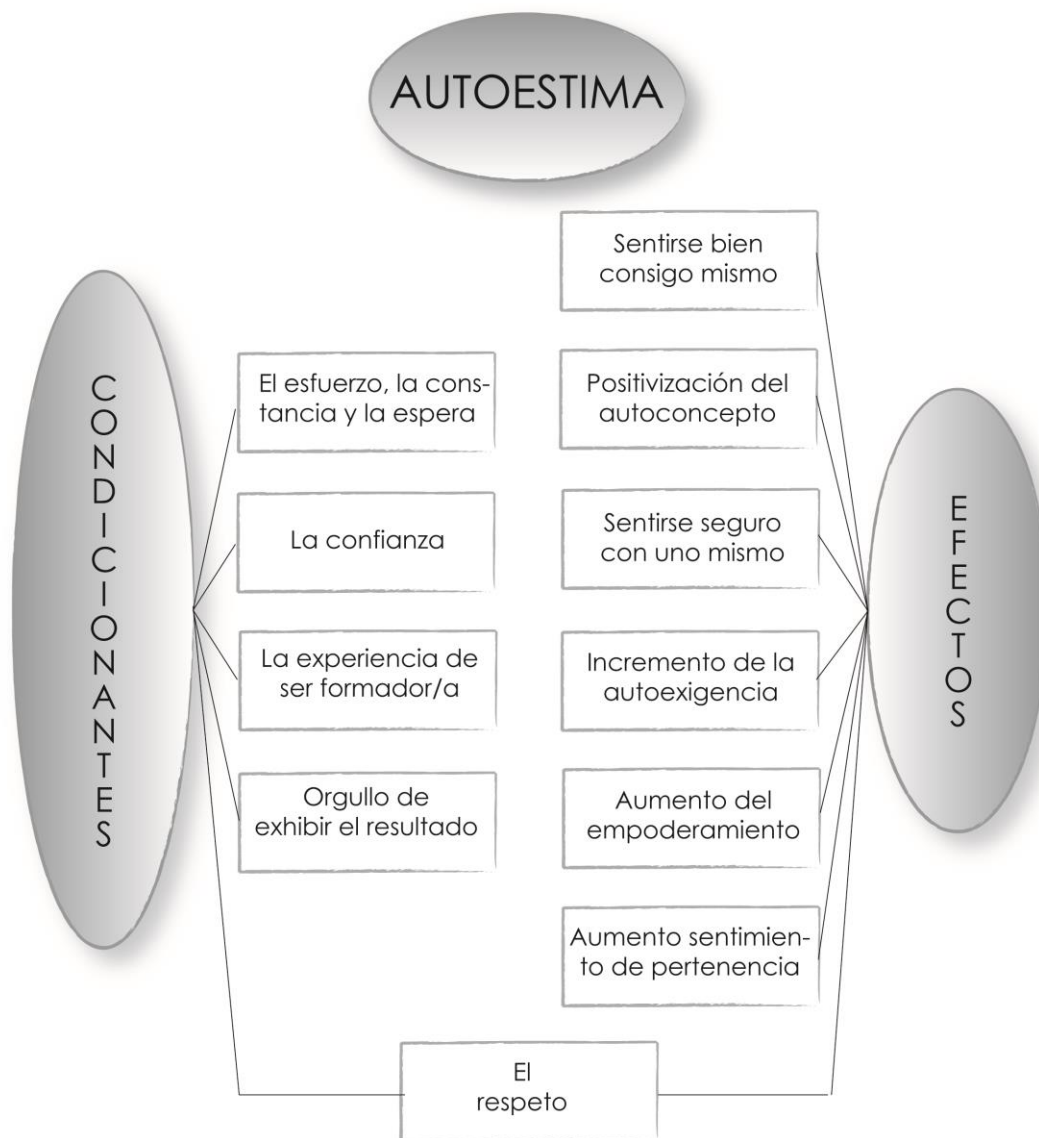 AUTOESTIMA
CONDICIONANTES
El esfuerzo, la cons-
tancia y la espera
La confianza
La experiencia de
ser formador/a
Orgullo de
exhibir el resultado
Sentirse bien
consigo mismo
Positivización del
autoconcepto
Sentirse seguro
con uno mismo
Incremento de la
autoexigencia
Aumento del
empoderamiento
Aumento sentimien-
to de pertenencia
EFECTOS
El
respeto